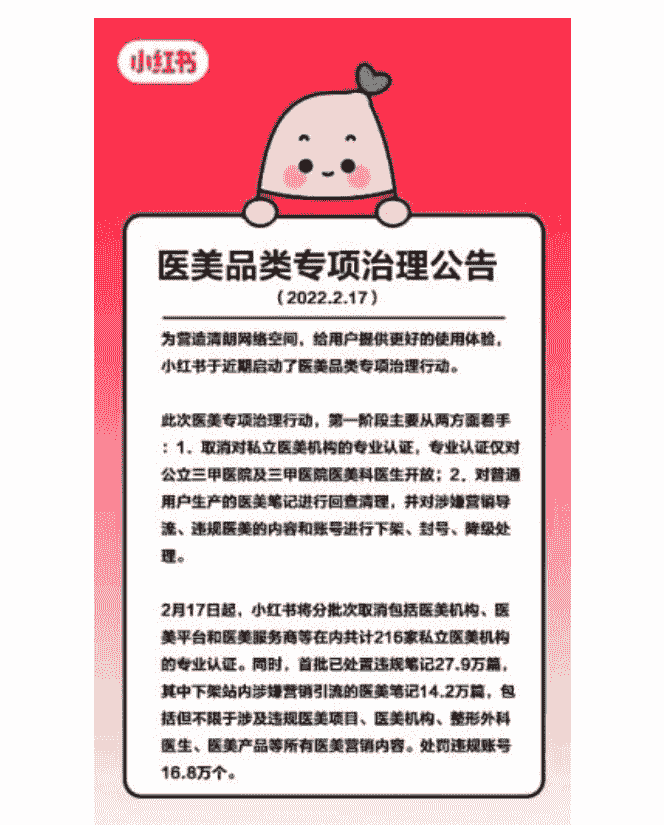 小红书
医美品类专项治理公告
（2022.2.17）
为营造清朗网络空间，给用户提供更好的使用体验，
小红书于近期启动了医美品类专项治理行动。
此次医美专项治理行动，第一阶段主要从两方面着手
：1．取消对私立医美机构的专业认证，专业认证仅对
公立三甲医院及三甲医院医美科医生开放；2．对普通
用户生产的医美笔记进行回查清理，并对涉嫌营销导
流、违规医美的内容和账号进行下架、封号、降级处
理。
2月17日起，小红书将分批次取消包括医美机构、医
美平台和医美服务商等在内共计216家私立医美机构
的专业认证。同时，首批已处置违规笔记27.9万篇，
其中下架站内涉嫌营销引流的医美笔记14.2万篇，包
括但不限于涉及违规医美项目、医美机构、整形外科
医生、医美产品等所有医美营销内容。处罚违规账号
16.8万个。